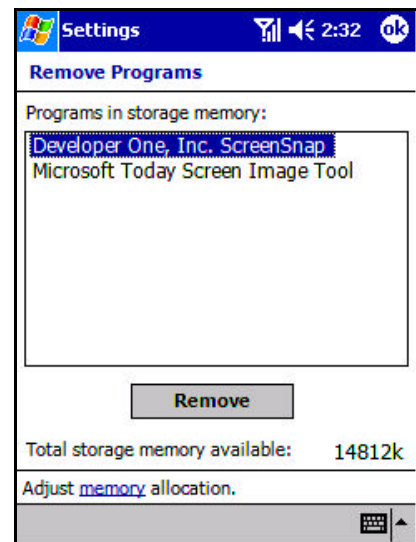 Settings 2:32 ok
Remove Programs
Programs in storage memory:
Developer One, Inc. ScreenSnap
Microsoft Today Screen Image Tool
Remove
Total storage memory available: 14812k
Adjust memory allocation.